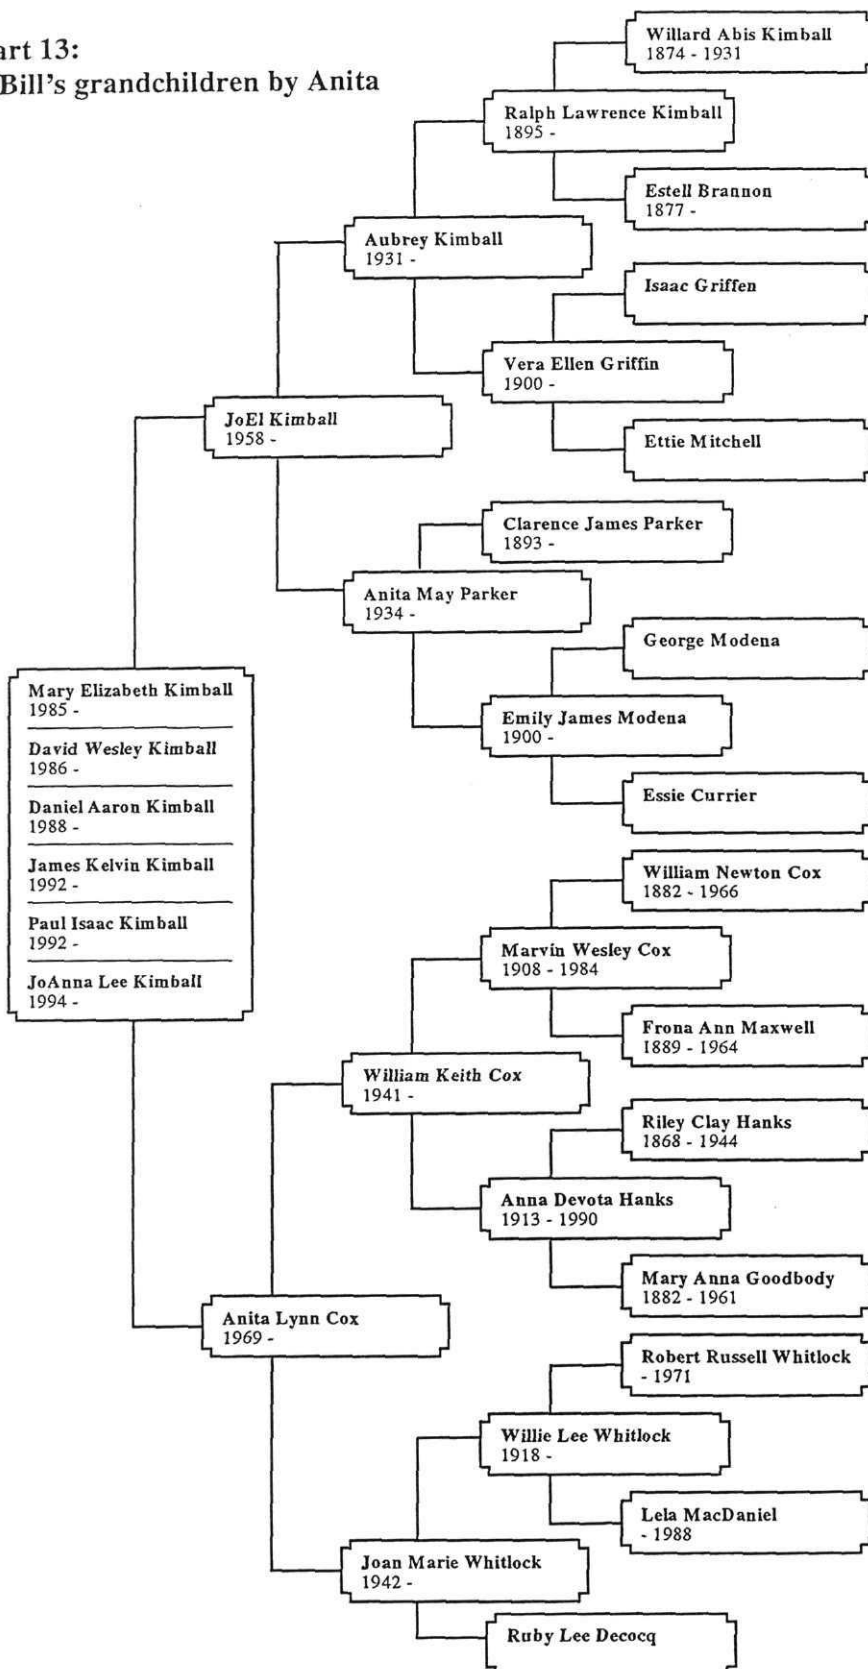 art 13:
Bill's grandchildren by Anita
Willard Abis Kimball
1874 - 1931
Ralph Lawrence Kimball
1895 -
Estell Brannon
1877 -
Aubrey Kimball
1931 -
Isaac Griffen
Vera Ellen Griffin
1900 -
Ettie Mitchell
JoEl Kimball
1958 -
Clarence James Parker
1893 -
Anita May Parker
1934 -
George Modena
Emily James Modena
1900 -
Essie Currier
Mary Elizabeth Kimball
1985 -
David Wesley Kimball
1986 -
Daniel Aaron Kimball
1988 -
James Kelvin Kimball
1992 -
Paul Isaac Kimball
1992 -
JoAnna Lee Kimball
1994 -
William Newton Cox
1882 - 1966
Marvin Wesley Cox
1908 - 1984
Frona Ann Maxwell
1889 - 1964
William Keith Cox
1941 -
Riley Clay Hanks
1868 - 1944
Anna Devota Hanks
1913 - 1990
Mary Anna Goodbody
1882 - 1961
Anita Lynn Cox
1969 -
Robert Russell Whitlock
- 1971
Willie Lee Whitlock
1918 -
Lela MacDaniel
- 1988
Joan Marie Whitlock
1942 -
Ruby Lee Decocq